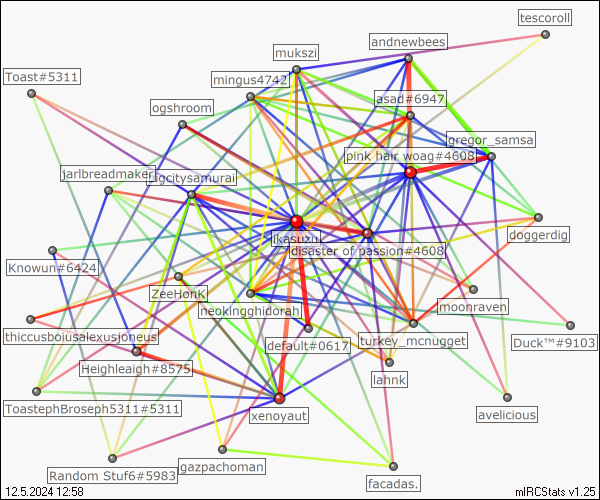 tescoroll
andnewbees
mukszi
Toast#5311
mingus4742
asad#6947
ogshroom
gregor_samsa
pink hair woag#4608
jarlbreadmaker
doggerdig
ikasuzu
disaster of passion#4608
Knowun#6424
ZeeHonk
moonraven
neokingghidorah
thiccusboiusalexusjoneus
default#0617
turkey_mcnugget
Duck™#9103
Heighleigh#8575
lahnk
ToastephBroseph5311#5311
xenoyaut
avelicious
Random Stuf6#5983
gazpachoman
facadas.
12.5.2024 12:58
mIRCStats v1.25